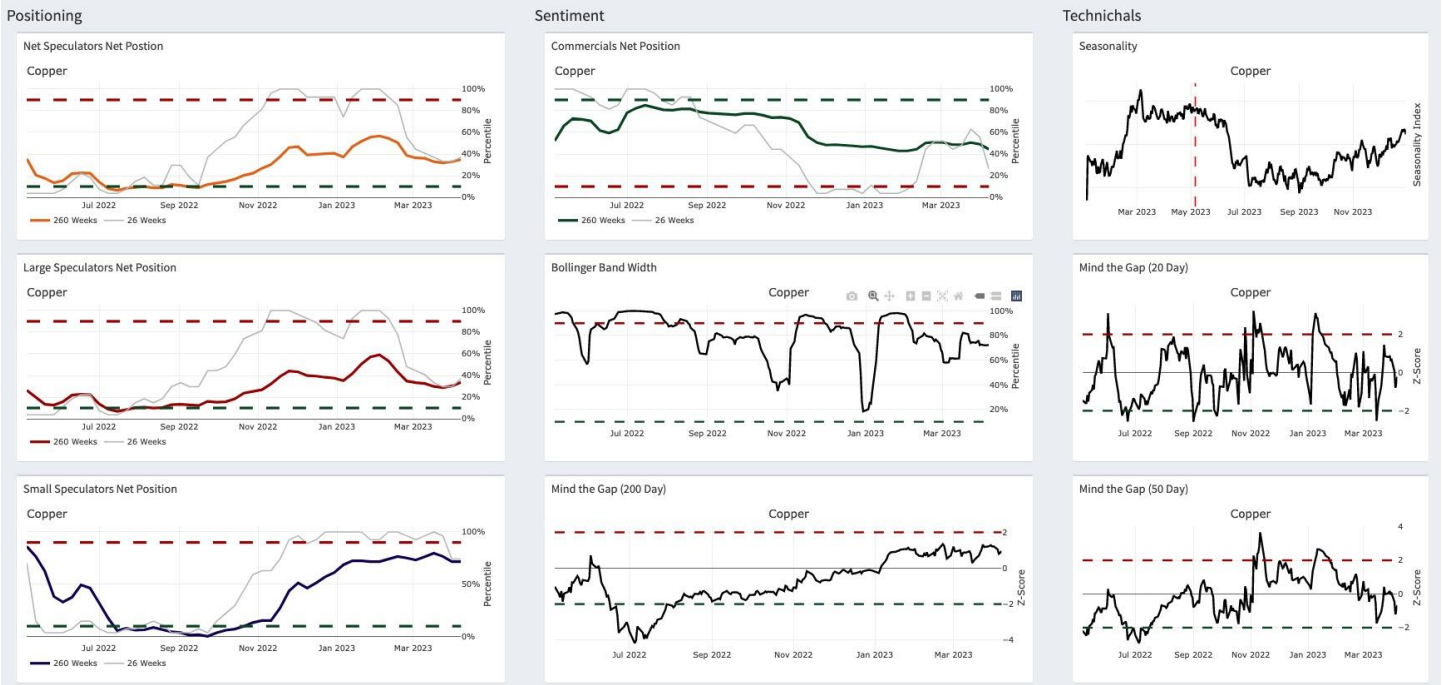 Positioning
Sentiment
Technichals
Net Speculators Net Postion
Copper
100%
80%
60%
40%
20%
0%
Percentile
Jul 2022 Sep 2022 Nov 2022 Jan 2023 Mar 2023
260 Weeks 26 Weeks
Commercials Net Position
Copper
100%
80%
60%
40%
20%
0%
Percentile
Jul 2022 Sep 2022 Nov 2022 Jan 2023 Mar 2023
260 Weeks 26 Weeks
Seasonality
Copper
Seasonality Index
Mar 2023 May 2023 Jul 2023 Sep 2023 Nov 2023
Large Speculators Net Position
Copper
100%
80%
60%
40%
20%
0%
Percentile
Jul 2022 Sep 2022 Nov 2022 Jan 2023 Mar 2023
260 Weeks 26 Weeks
Bollinger Band Width
Copper
100%
80%
60%
40%
20%
Percentile
Jul 2022 Sep 2022 Nov 2022 Jan 2023 Mar 2023
Mind the Gap (20 Day)
Copper
2
0
−2
Z-Score
Jul 2022 Sep 2022 Nov 2022 Jan 2023 Mar 2023
Small Speculators Net Position
Copper
100%
50%
0%
Percentile
Jul 2022 Sep 2022 Nov 2022 Jan 2023 Mar 2023
260 Weeks 26 Weeks
Mind the Gap (200 Day)
Copper
2
0
−2
−4
Z-Score
Jul 2022 Sep 2022 Nov 2022 Jan 2023 Mar 2023
Mind the Gap (50 Day)
Copper
4
2
0
−2
Z-Score
Jul 2022 Sep 2022 Nov 2022 Jan 2023 Mar 2023